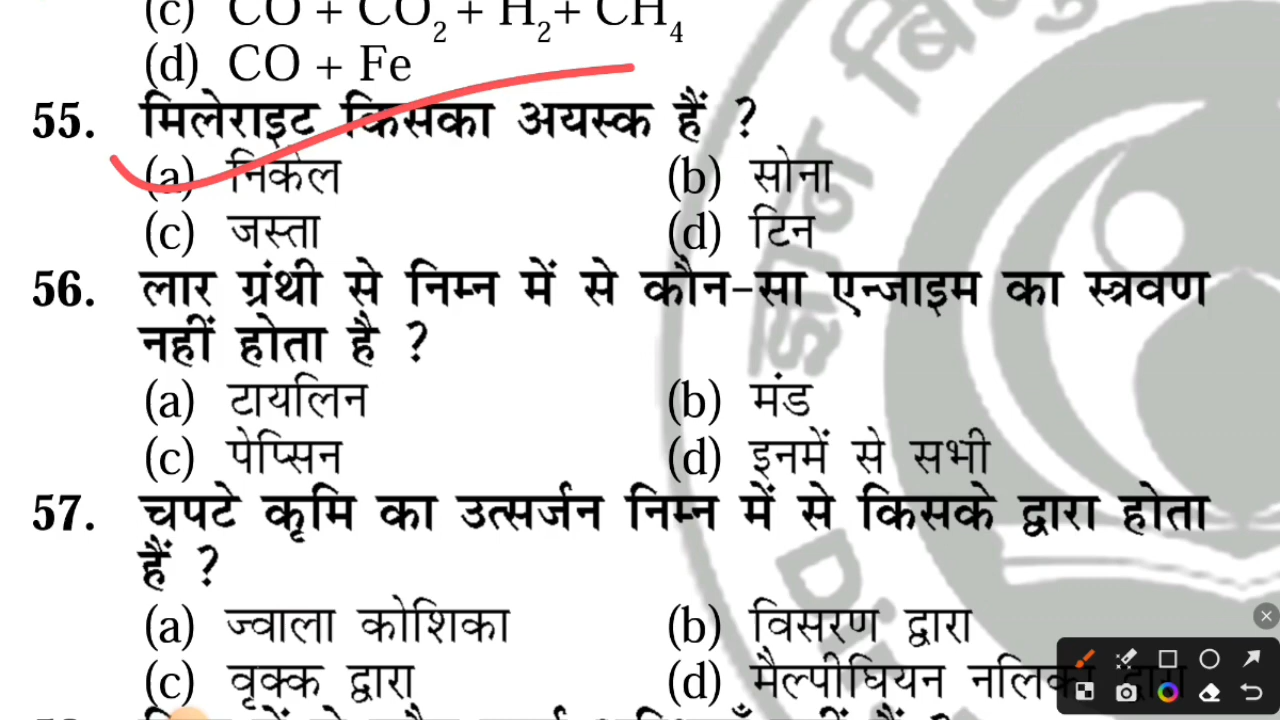 (c) CO + CO2 + H2 + CH4
(d) CO + Fe
55. मिलेराइट किसका अयस्क हैं ?
(a) निकेल (b) सोना
(c) जस्ता (d) टिन
56. लार ग्रंथी से निम्न में से कौन-सा एन्जाइम का स्त्रवण
नहीं होता है ?
(a) टायलिन (b) मंड
(c) पेप्सिन (d) इनमें से सभी
57. चपटे कृमि का उत्सर्जन निम्न में से किसके द्वारा होता
हैं ?
(a) ज्वाला कोशिका (b) विसरण द्वारा
(c) वृक्क द्वारा (d) मैल्पीघियन नलिका द्वारा
ज्ञान बिन्दु